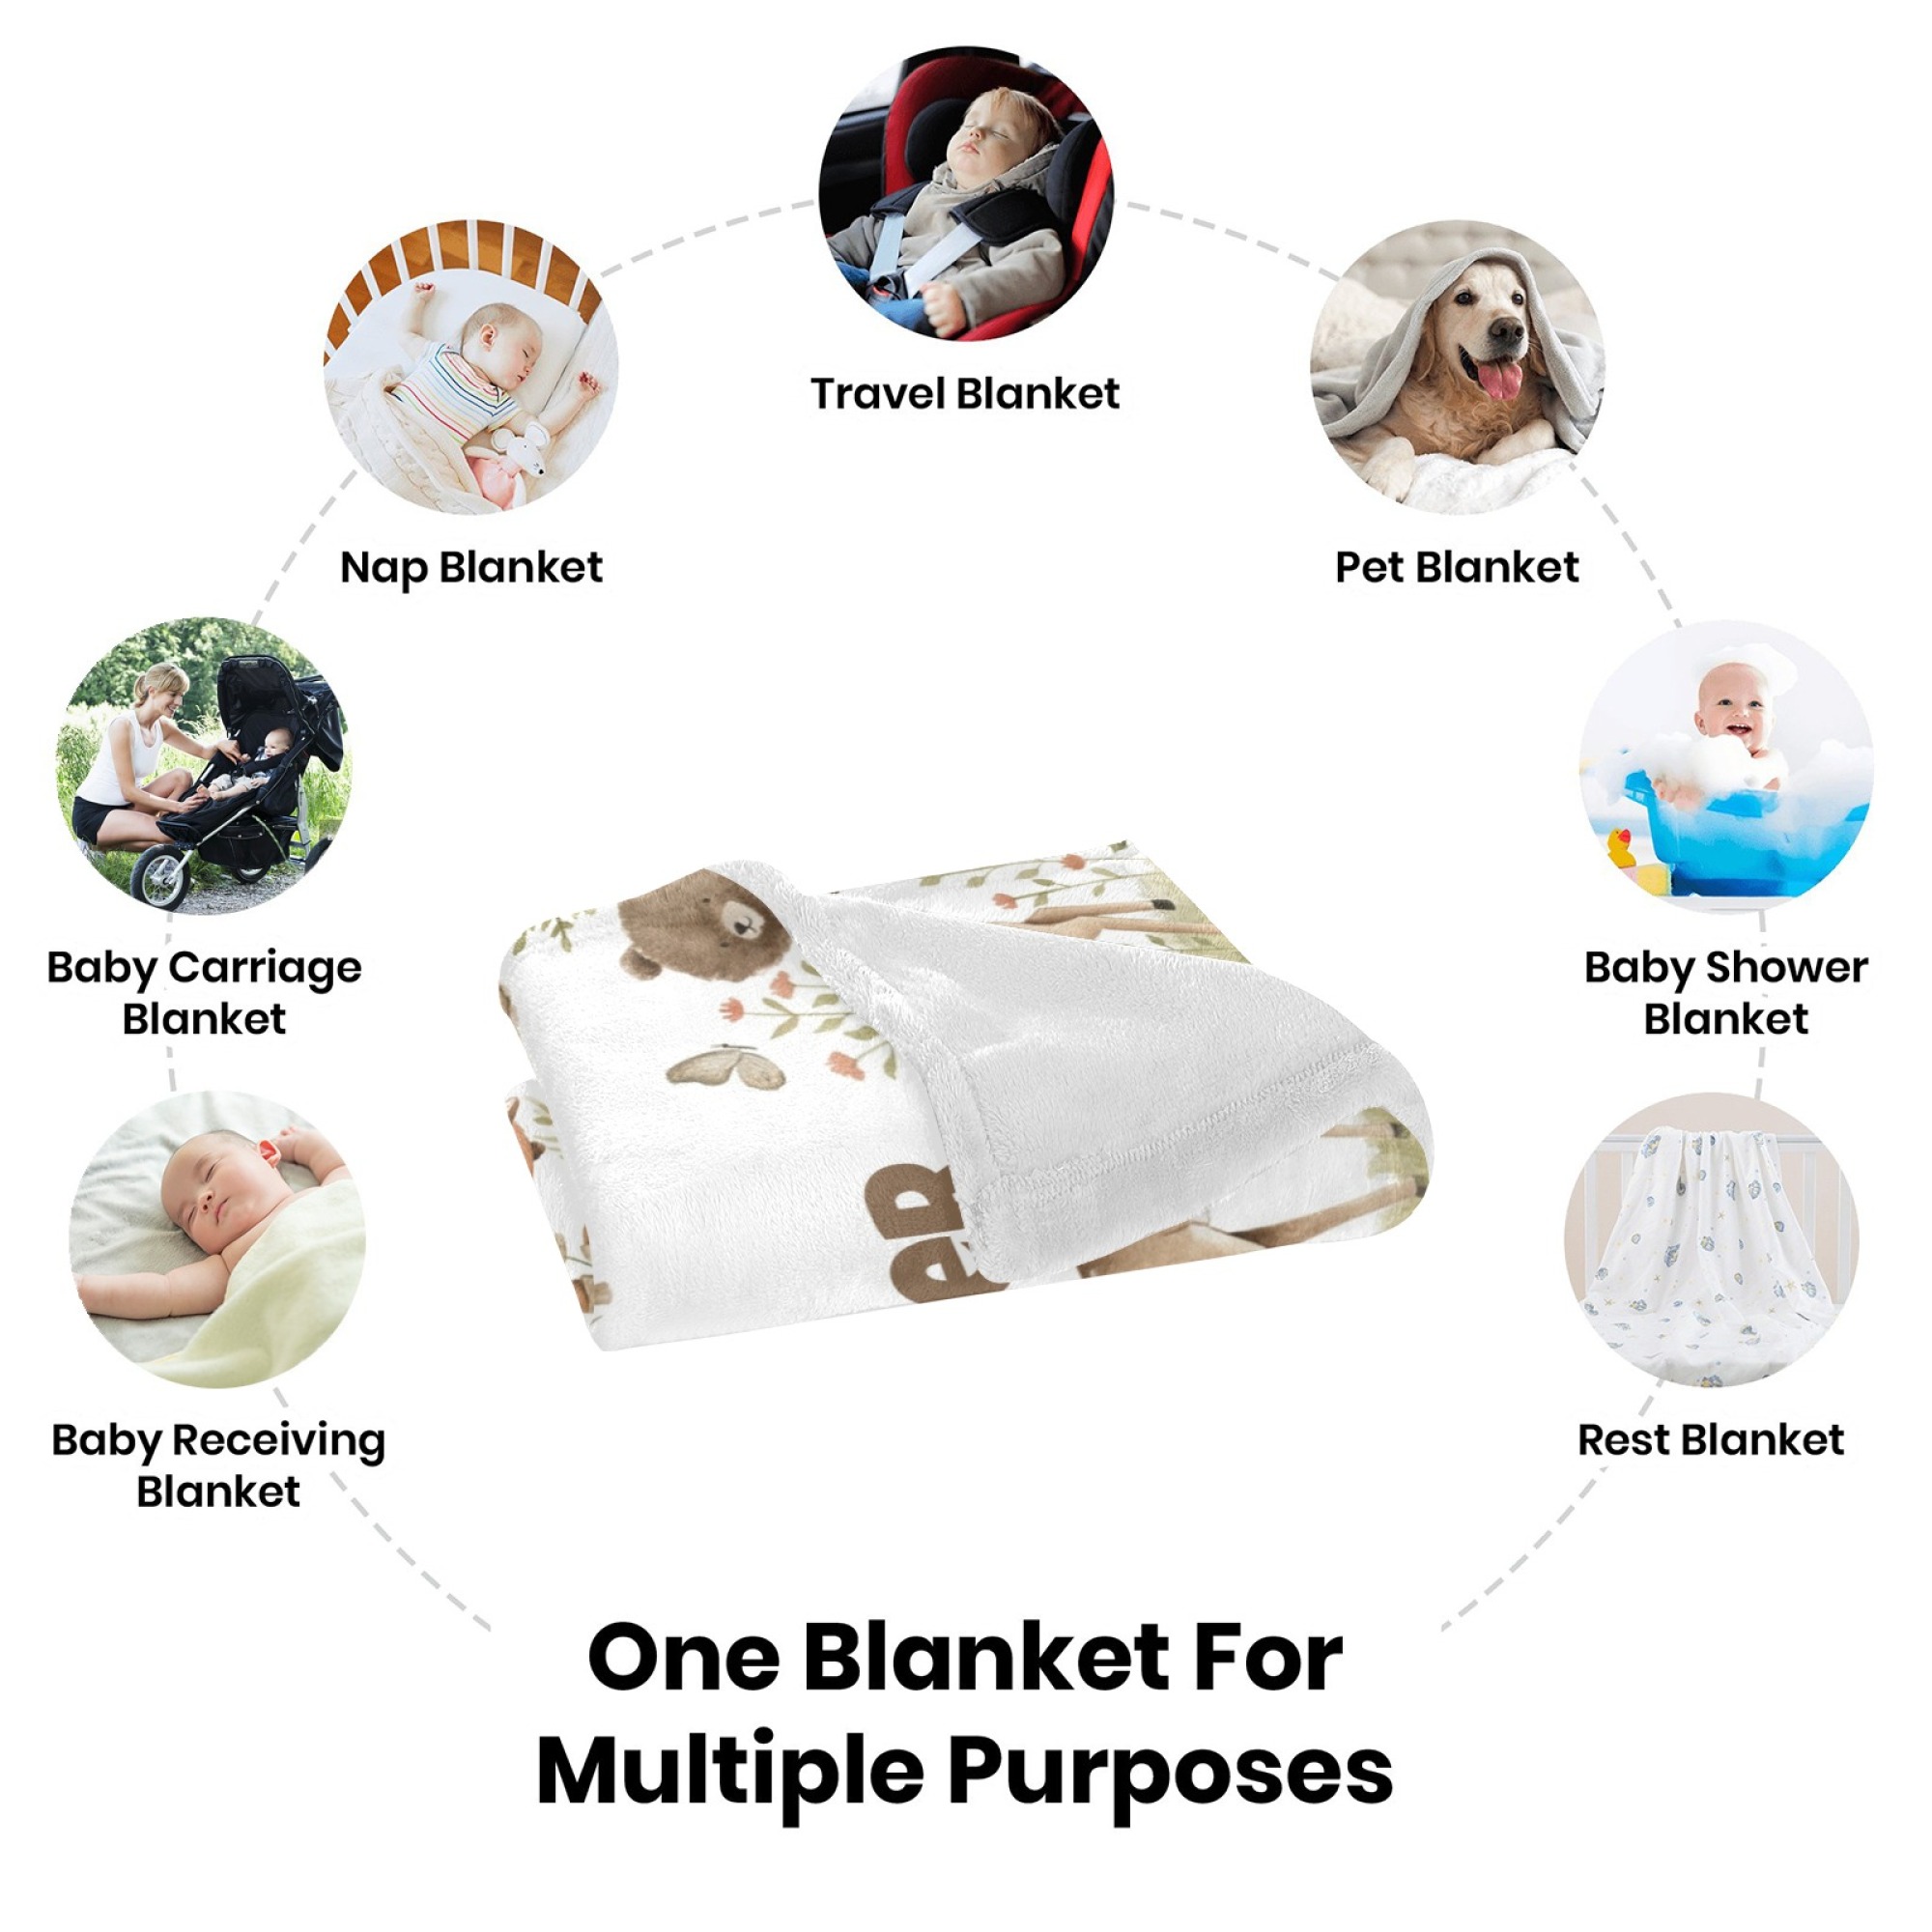 Travel Blanket
Nap Blanket
Pet Blanket
Baby Carriage
Blanket
Baby Shower
Blanket
Baby Receiving
Blanket
Rest Blanket
One Blanket For
Multiple Purposes